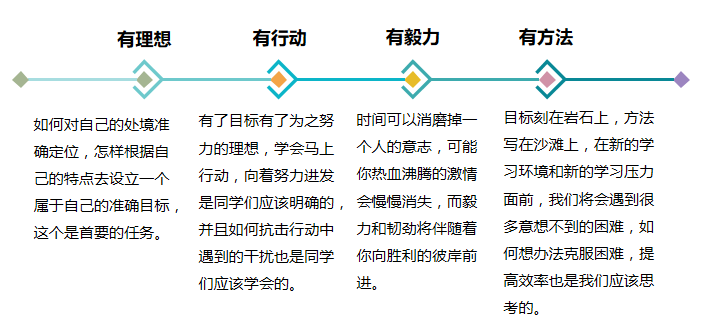 有理想
有行动
有毅力
有方法
如何对自己的处境准
确定位，怎样根据自
己的特点去设立一个
属于自己的准确目标，
这个是首要的任务。
有了目标有了为之努
力的理想，学会马上
行动，向着努力进发
是同学们应该明确的，
并且如何抗击行动中
遇到的干扰也是同学
们应该学会的。
时间可以消磨掉一
个人的意志，可能
你热血沸腾的激情
会慢慢消失，而毅
力和韧劲将伴随着
你向胜利的彼岸前
进。
目标刻在岩石上，方法
写在沙滩上，在新的学
习环境和新的学习压力
面前，我们将会遇到很
多意想不到的困难，如
何想办法克服困难，提
高效率也是我们应该思
考的。